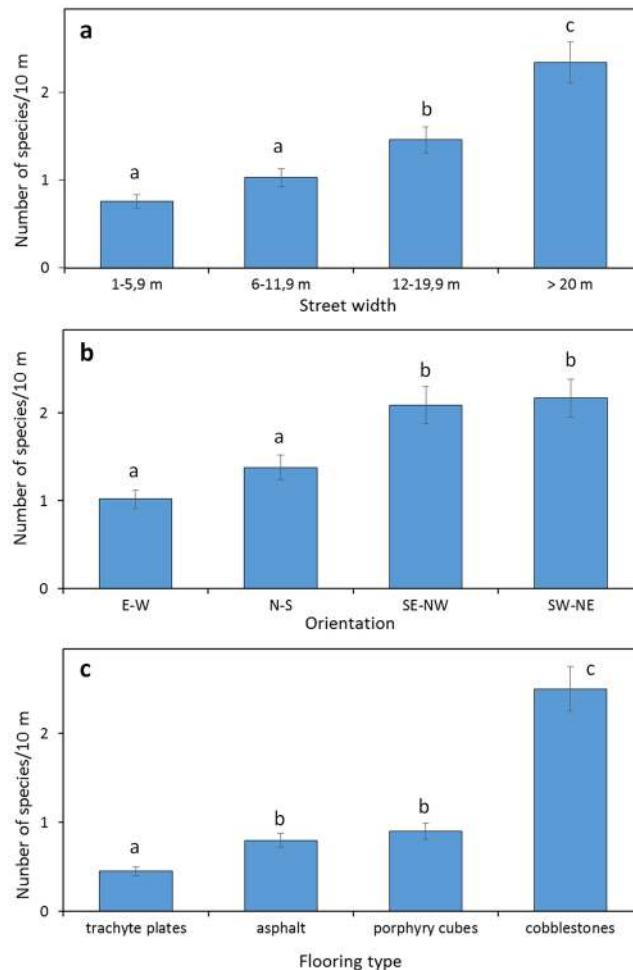 a
Number of species/10 m
2
1
0
a
a
b
c
1-5,9 m 6-11,9 m 12-19,9 m > 20 m
Street width
b
Number of species/10 m
2
1
0
a
a
b
b
E-W N-S SE-NW SW-NE
Orientation
c
Nunber of species/10 m
2
1
0
a
b
b
c
trachyte plates asphalt porphyry cubes cobblestones
Flooring type